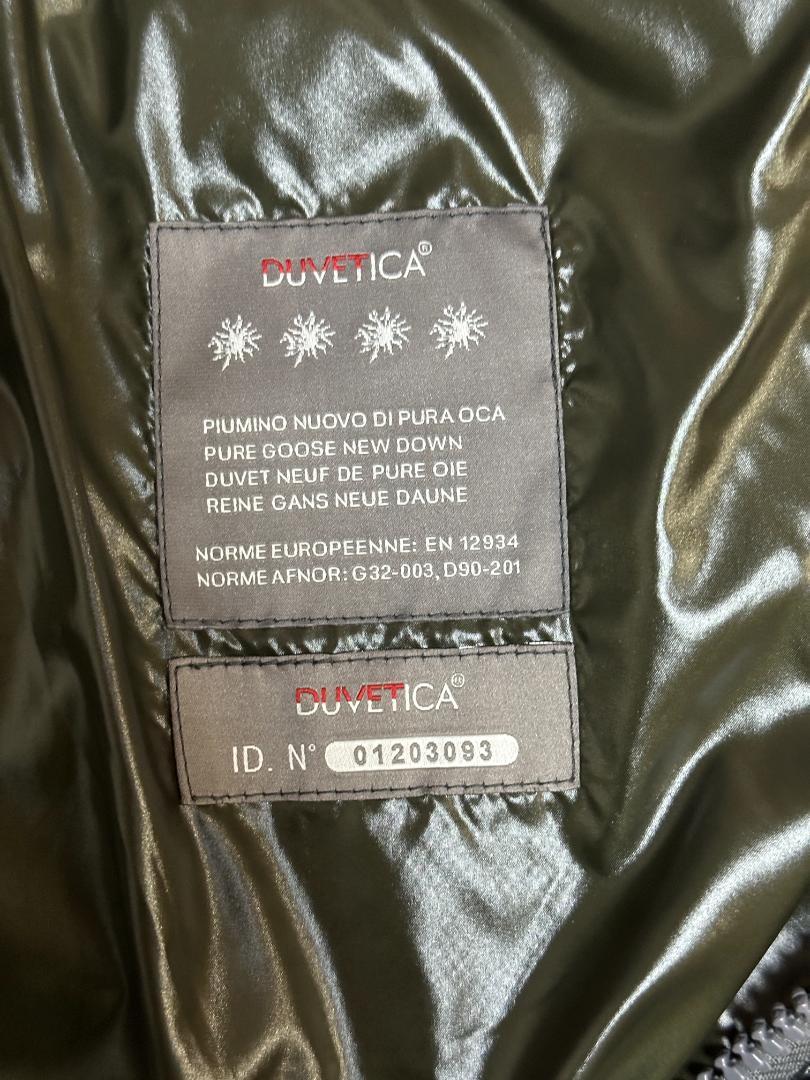 DUVETICA®
PIUMINO NUOVO DI PURA OCA
PURE GOOSE NEW DOWN
DUVET NEUF DE PURE OIE
REINE GANS NEUE DAUNE
NORME EUROPEENNE: EN 12934
NORME AFNOR: G32-003, D90-201
DUVETICA®
ID. N° 01203093